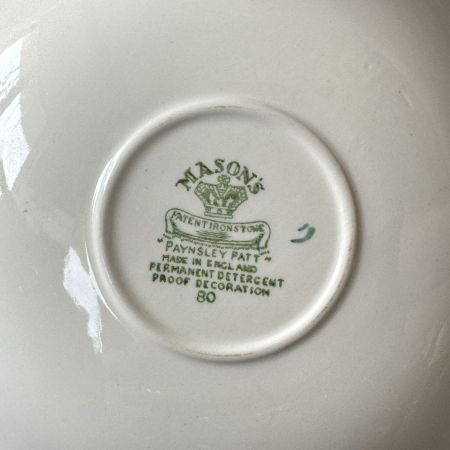 MASON'S
PATENT IRONSTONE
"PAYNSLEY PATT"
MADE IN ENGLAND
PERMANENT DETERGENT
PROOF DECORATION
80